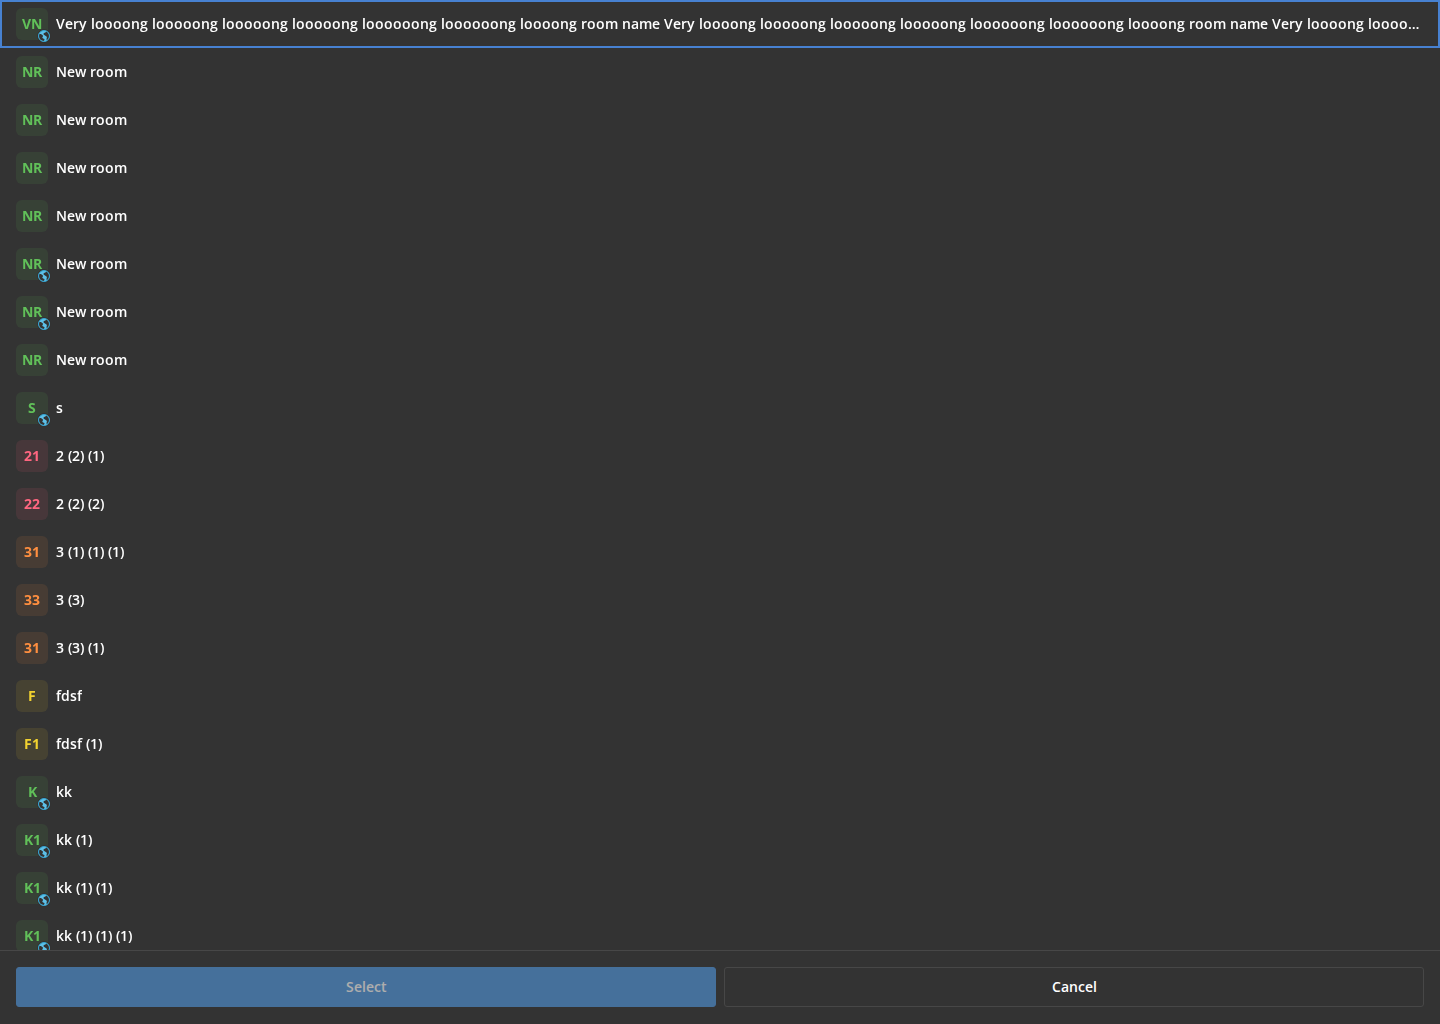 VN Very loooong looooong looooong looooong loooooong loooooong loooong room name Very loooong looooong looooong looooong loooooong loooooong loooong room name Very loooong loooo...
NR New room
NR New room
NR New room
NR New room
NR New room
NR New room
NR New room
S s
21 2 (2) (1)
22 2 (2) (2)
31 3 (1) (1) (1)
33 3 (3)
31 3 (3) (1)
F fdsf
F1 fdsf (1)
K kk
K1 kk (1)
K1 kk (1) (1)
K1 kk (1) (1) (1)
Select Cancel